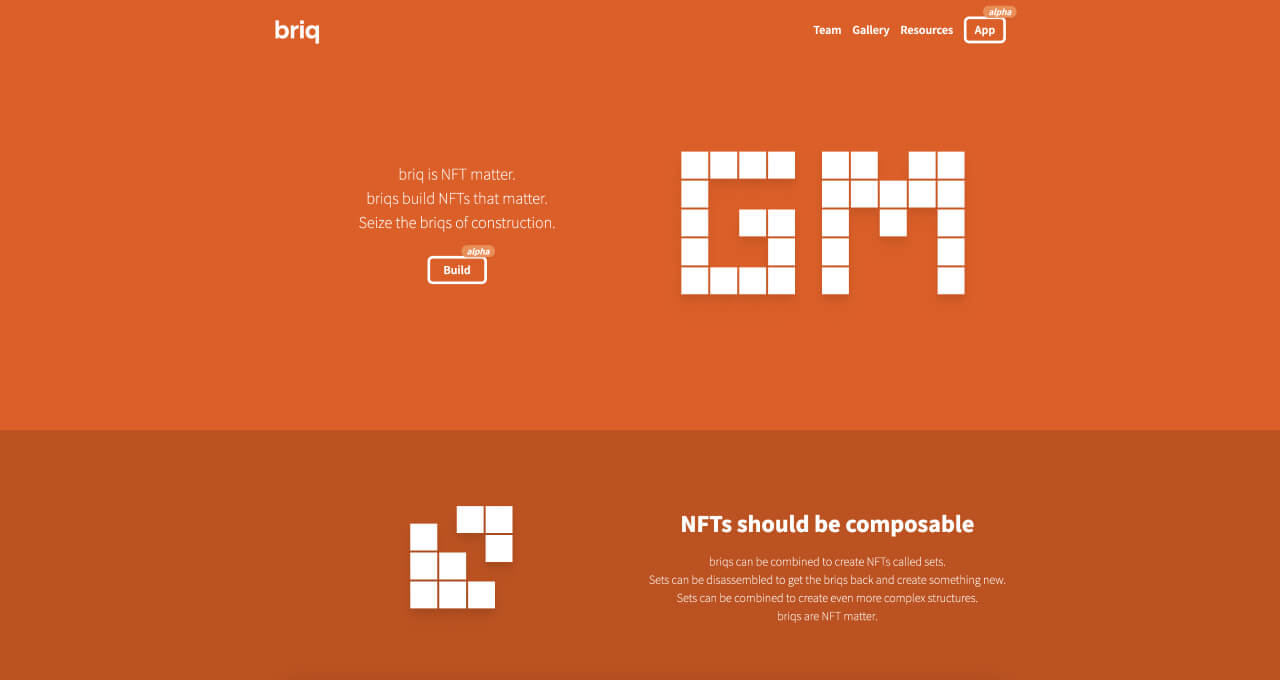 briq
Team Gallery Resources App alpha
briq is NFT matter.
briqs build NFTs that matter.
Seize the briqs of construction.
alpha
Build
GM
NFTs should be composable
briqs can be combined to create NFTs called sets.
Sets can be disassembled to get the briqs back and create something new.
Sets can be combined to create even more complex structures.
briqs are NFT matter.